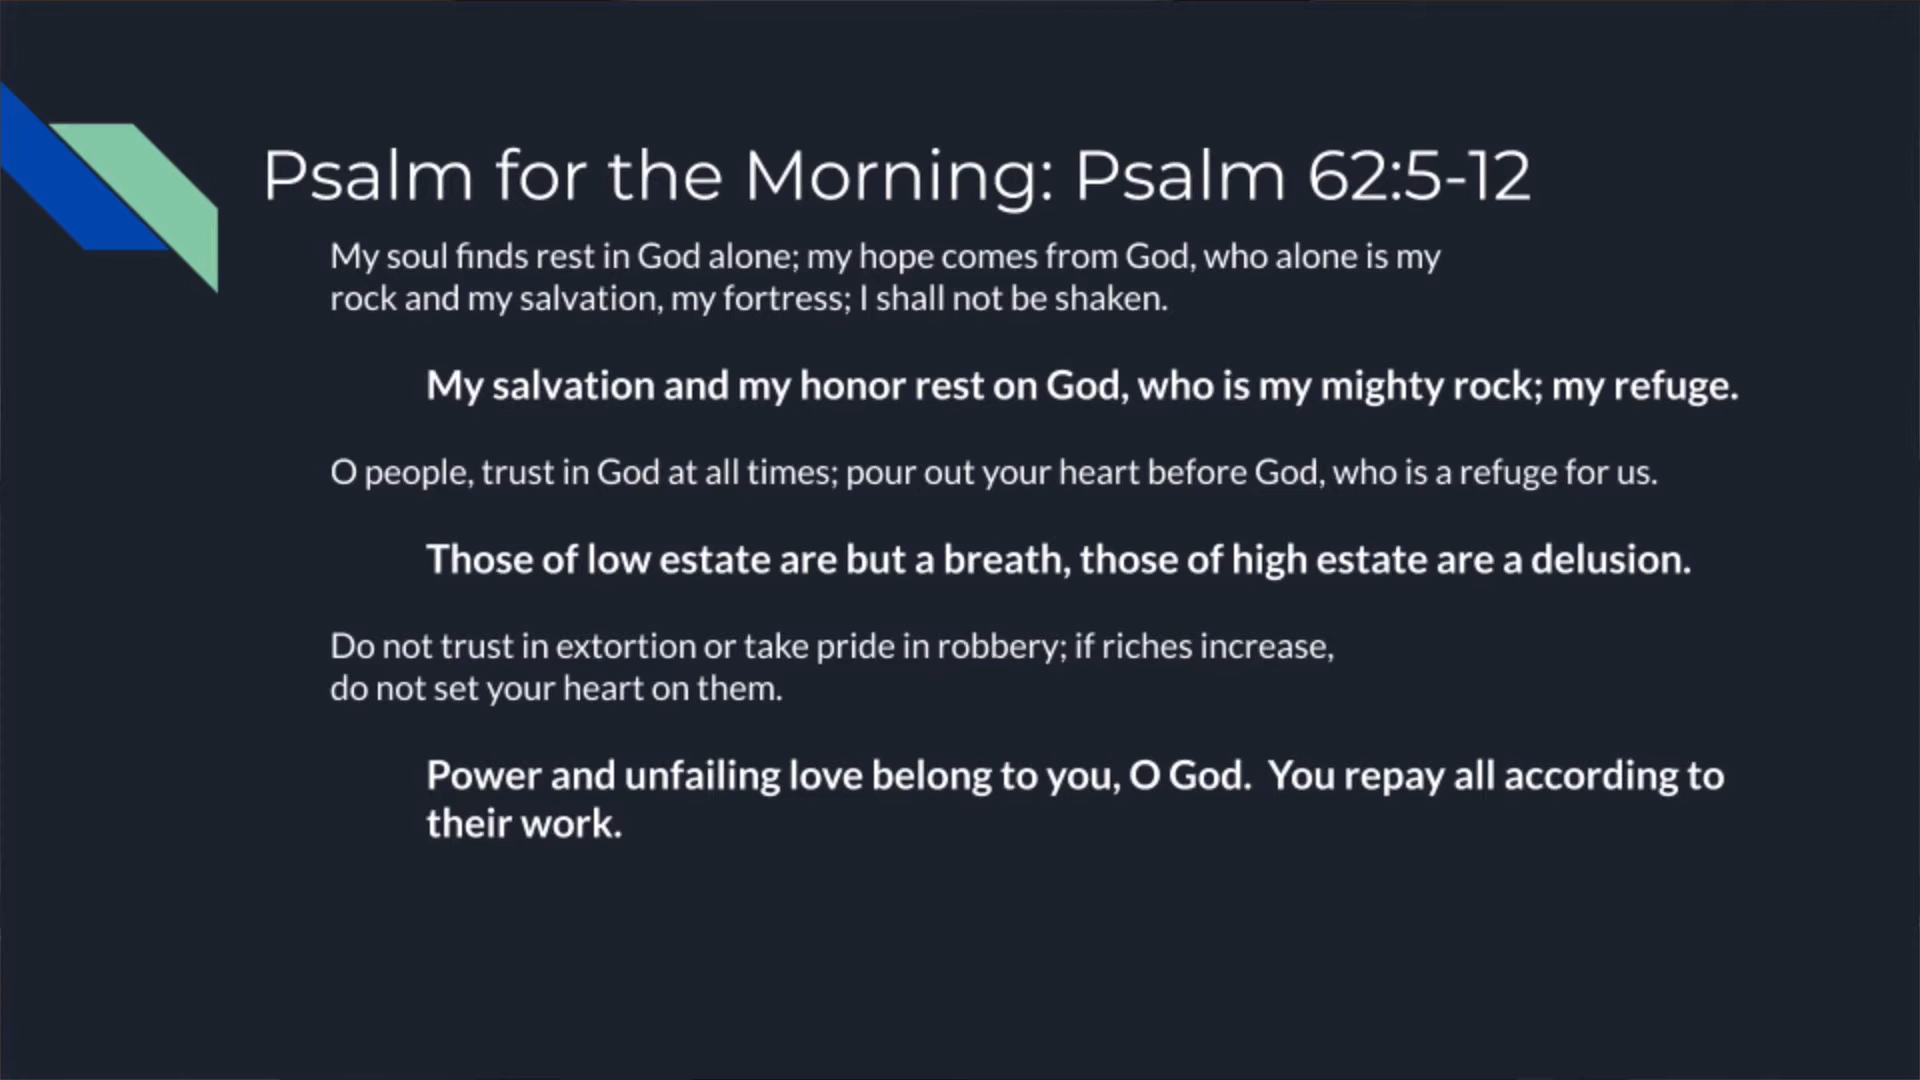 Psalm for the Morning: Psalm 62:5-12
My soul finds rest in God alone; my hope comes from God, who alone is my
rock and my salvation, my fortress; I shall not be shaken.
My salvation and my honor rest on God, who is my mighty rock; my refuge.
O people, trust in God at all times; pour out your heart before God, who is a refuge for us.
Those of low estate are but a breath, those of high estate are a delusion.
Do not trust in extortion or take pride in robbery; if riches increase,
do not set your heart on them.
Power and unfailing love belong to you, O God.  You repay all according to
their work.